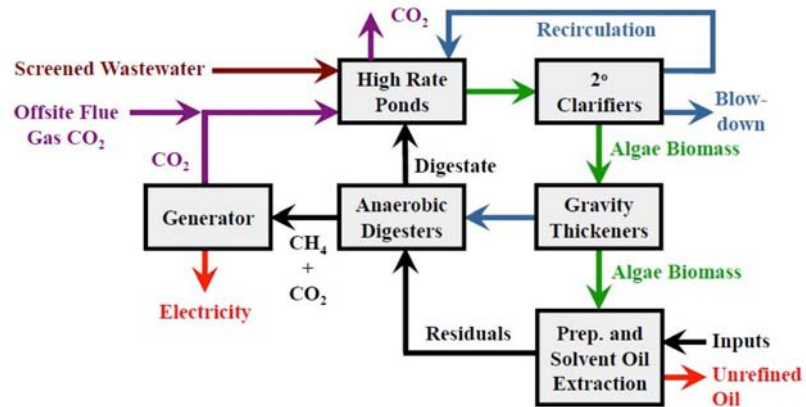 CO₂
Recirculation
Screened Wastewater
High Rate
Ponds
2º
Clarifiers
Offsite Flue
Gas CO₂
Blow-
down
CO₂
Digestate
Algae Biomass
Generator
Anaerobic
Digesters
Gravity
Thickeners
CH₄
+
CO₂
Algae Biomass
Electricity
Residuals
Prep. and
Solvent Oil
Extraction
Inputs
Unrefined
Oil